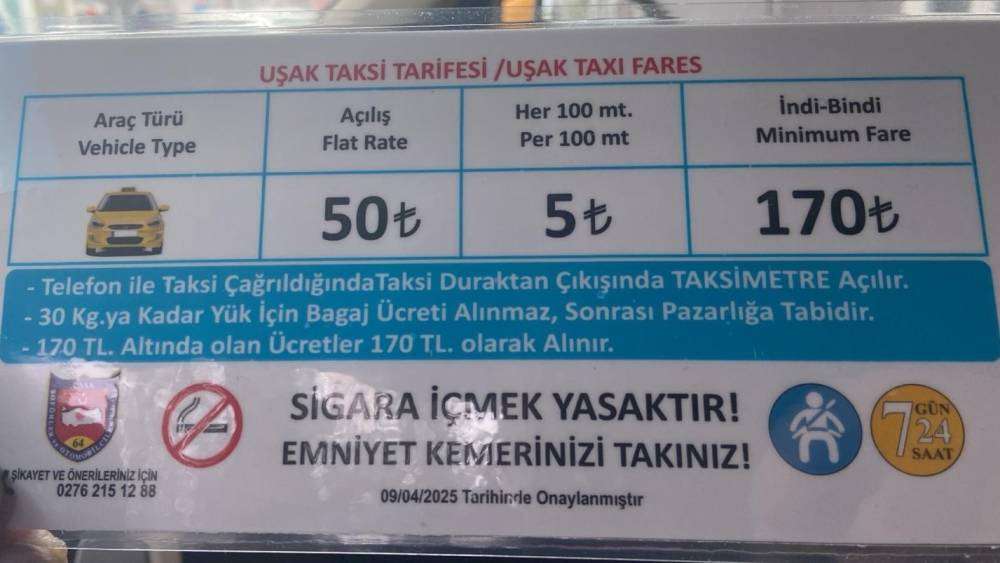 UŞAK TAKSİ TARİFESİ /UŞAK TAXI FARES
Araç Türü
Vehicle Type
Açılış
Flat Rate
Her 100 mt.
Per 100 mt
İndi-Bindi
Minimum Fare
50₺
5₺
170₺
- Telefon ile Taksi ÇağrıldığındaTaksi Duraktan Çıkışında TAKSİMETRE Açılır.
- 30 Kg.ya Kadar Yük İçin Bagaj Ücreti Alınmaz, Sonrası Pazarlığa Tabidir.
- 170 TL. Altında olan Ücretler 170 TL. olarak Alınır.
UŞAK
64
SİGARA İÇMEK YASAKTIR!
EMNİYET KEMERİNİZİ TAKINIZ!
7 GÜN
24
SAAT
ŞİKAYET VE ÖNERİLERİNİZ İÇİN
0276 215 12 88
09/04/2025 Tarihinde Onaylanmıştır